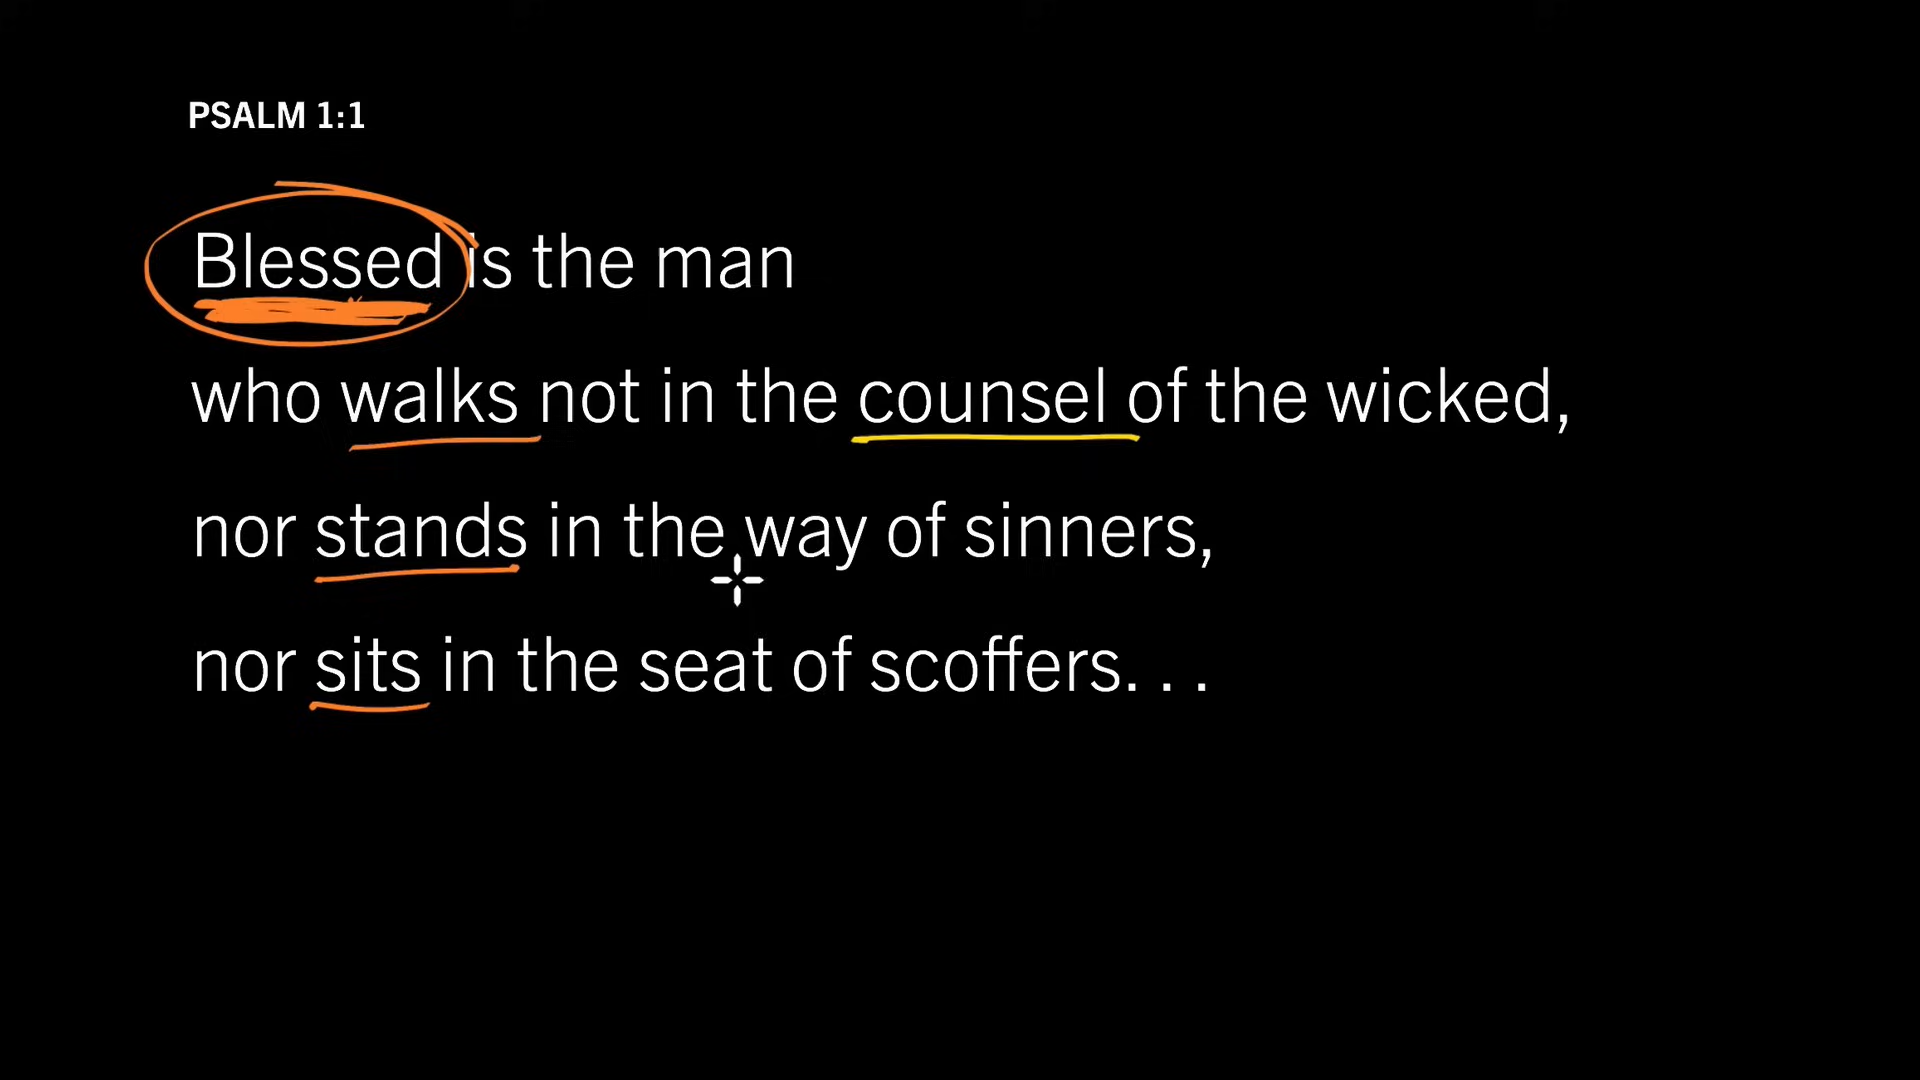 PSALM 1:1
Blessed is the man
who walks not in the counsel of the wicked,
nor stands in the way of sinners,
nor sits in the seat of scoffers. . .